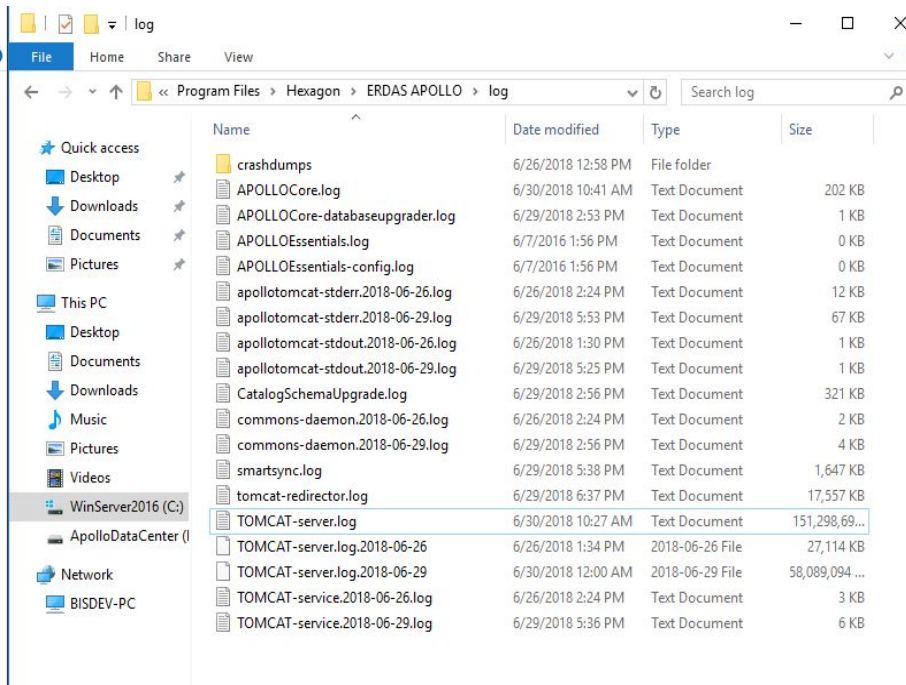 log
File Home Share View
« Program Files > Hexagon > ERDAS APOLLO > log
Search log
Quick access
Desktop
Downloads
Documents
Pictures
This PC
Desktop
Documents
Downloads
Music
Pictures
Videos
WinServer2016 (C:)
ApolloDataCenter (
Network
BISDEV-PC
Name Date modified Type Size
crashdumps 6/26/2018 12:58 PM File folder
APOLLOCore.log 6/30/2018 10:41 AM Text Document 202 KB
APOLLOCore-databaseupgrader.log 6/29/2018 2:53 PM Text Document 1 KB
APOLLOEssentials.log 6/7/2016 1:56 PM Text Document 0 KB
APOLLOEssentials-config.log 6/7/2016 1:56 PM Text Document 0 KB
apollotomcat-stderr.2018-06-26.log 6/26/2018 2:24 PM Text Document 12 KB
apollotomcat-stderr.2018-06-29.log 6/29/2018 5:53 PM Text Document 67 KB
apollotomcat-stdout.2018-06-26.log 6/26/2018 1:30 PM Text Document 1 KB
apollotomcat-stdout.2018-06-29.log 6/29/2018 5:25 PM Text Document 1 KB
CatalogSchemaUpgrade.log 6/29/2018 2:56 PM Text Document 321 KB
commons-daemon.2018-06-26.log 6/26/2018 2:24 PM Text Document 2 KB
commons-daemon.2018-06-29.log 6/29/2018 2:56 PM Text Document 4 KB
smartsync.log 6/29/2018 5:38 PM Text Document 1,647 KB
tomcat-redirector.log 6/29/2018 6:37 PM Text Document 17,557 KB
TOMCAT-server.log 6/30/2018 10:27 AM Text Document 151,298,69...
TOMCAT-server.log.2018-06-26 6/26/2018 1:34 PM 2018-06-26 File 27,114 KB
TOMCAT-server.log.2018-06-29 6/30/2018 12:00 AM 2018-06-29 File 58,089,094 ...
TOMCAT-service.2018-06-26.log 6/26/2018 2:24 PM Text Document 3 KB
TOMCAT-service.2018-06-29.log 6/29/2018 5:36 PM Text Document 6 KB